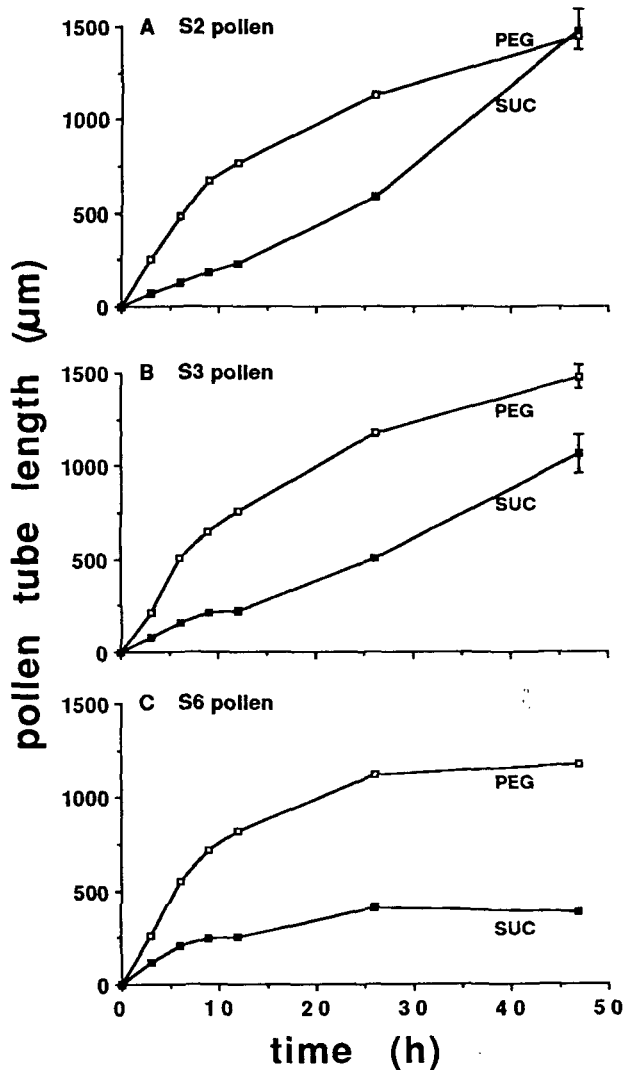 A S2 pollen
1500
1000
500
0
PEG
SUC
B S3 pollen
1500
1000
500
0
PEG
SUC
C S6 pollen
1500
1000
500
0
PEG
SUC
0 10 20 30 40 50
time (h)
pollen tube length (μm)